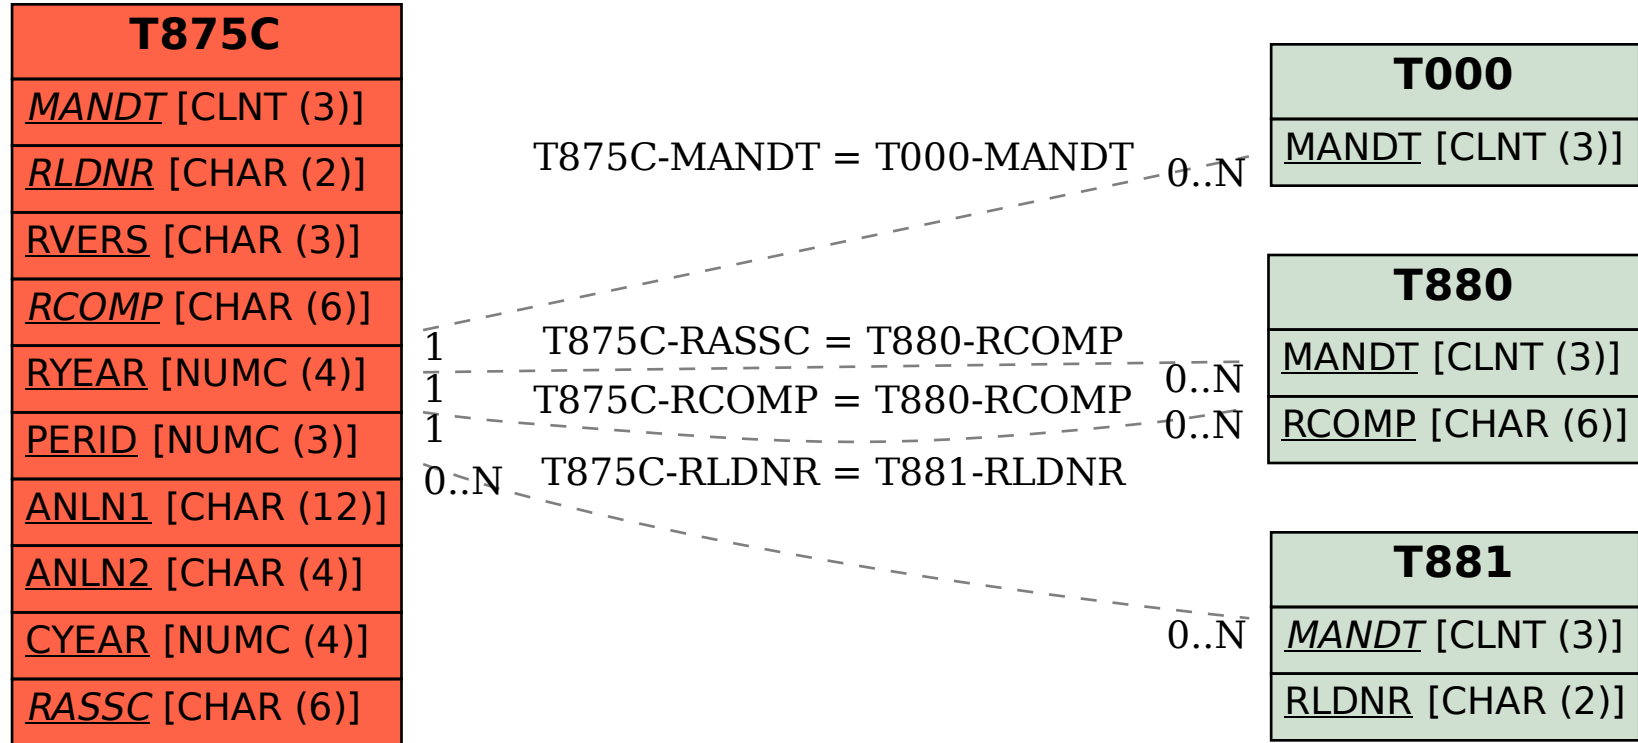 T875C
MANDT [CLNT (3)]
RLDNR [CHAR (2)]
RVERS [CHAR (3)]
RCOMP [CHAR (6)]
RYEAR [NUMC (4)]
PERID [NUMC (3)]
ANLN1 [CHAR (12)]
ANLN2 [CHAR (4)]
CYEAR [NUMC (4)]
RASSC [CHAR (6)]
T875C-MANDT = T000-MANDT
0..N
1
T875C-RASSC = T880-RCOMP
0..N
1
T875C-RCOMP = T880-RCOMP
0..N
1
T875C-RLDNR = T881-RLDNR
0..N
0..N
T000
MANDT [CLNT (3)]
T880
MANDT [CLNT (3)]
RCOMP [CHAR (6)]
T881
MANDT [CLNT (3)]
RLDNR [CHAR (2)]